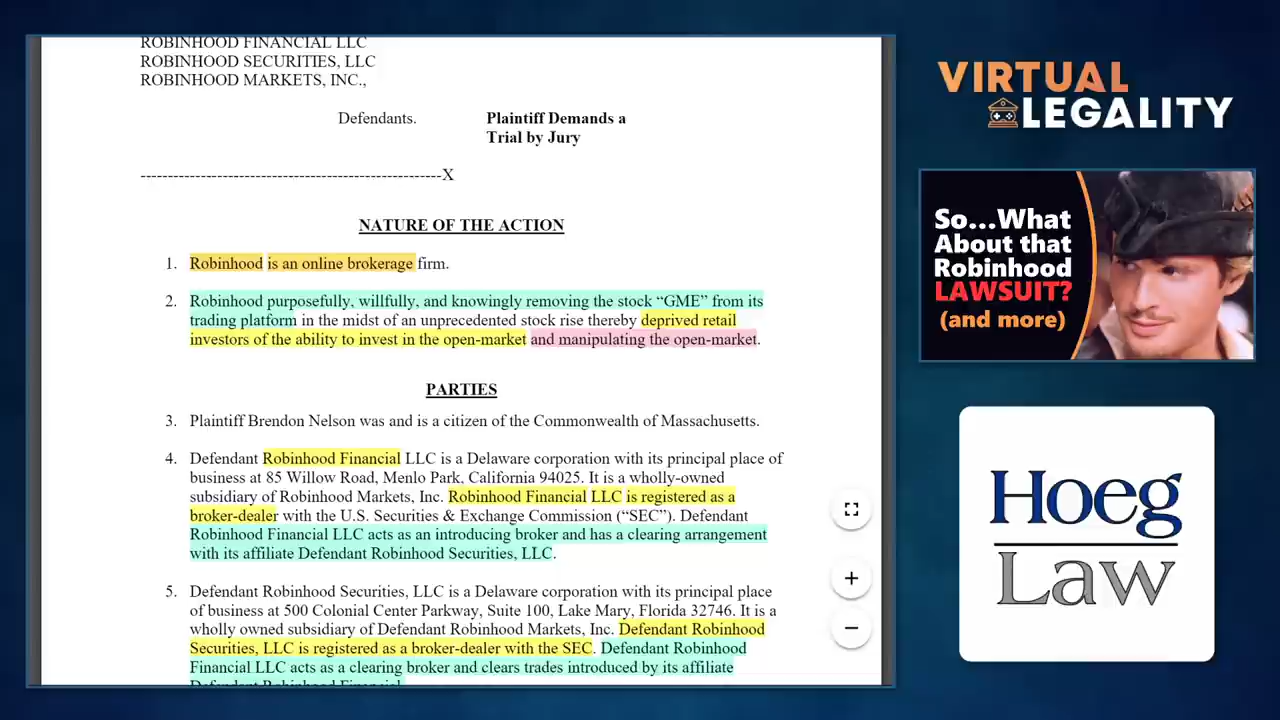 ROBINHOOD FINANCIAL LLC
ROBINHOOD SECURITIES, LLC
ROBINHOOD MARKETS, INC.,
Defendants.
Plaintiff Demands a
Trial by Jury
------------------------------------------------------X
NATURE OF THE ACTION
1. Robinhood is an online brokerage firm.
2. Robinhood purposefully, willfully, and knowingly removing the stock “GME” from its
trading platform in the midst of an unprecedented stock rise thereby deprived retail
investors of the ability to invest in the open-market and manipulating the open-market.
PARTIES
3. Plaintiff Brendon Nelson was and is a citizen of the Commonwealth of Massachusetts.
4. Defendant Robinhood Financial LLC is a Delaware corporation with its principal place of
business at 85 Willow Road, Menlo Park, California 94025. It is a wholly-owned
subsidiary of Robinhood Markets, Inc. Robinhood Financial LLC is registered as a
broker-dealer with the U.S. Securities & Exchange Commission (“SEC”). Defendant
Robinhood Financial LLC acts as an introducing broker and has a clearing arrangement
with its affiliate Defendant Robinhood Securities, LLC.
5. Defendant Robinhood Securities, LLC is a Delaware corporation with its principal place
of business at 500 Colonial Center Parkway, Suite 100, Lake Mary, Florida 32746. It is a
wholly owned subsidiary of Defendant Robinhood Markets, Inc. Defendant Robinhood
Securities, LLC is registered as a broker-dealer with the SEC. Defendant Robinhood
Financial LLC acts as a clearing broker and clears trades introduced by its affiliate
Defendant Robinhood Financial.
VIRTUAL
LEGALITY
So...What
About that
Robinhood
LAWSUIT?
(and more)
Hoeg
Law